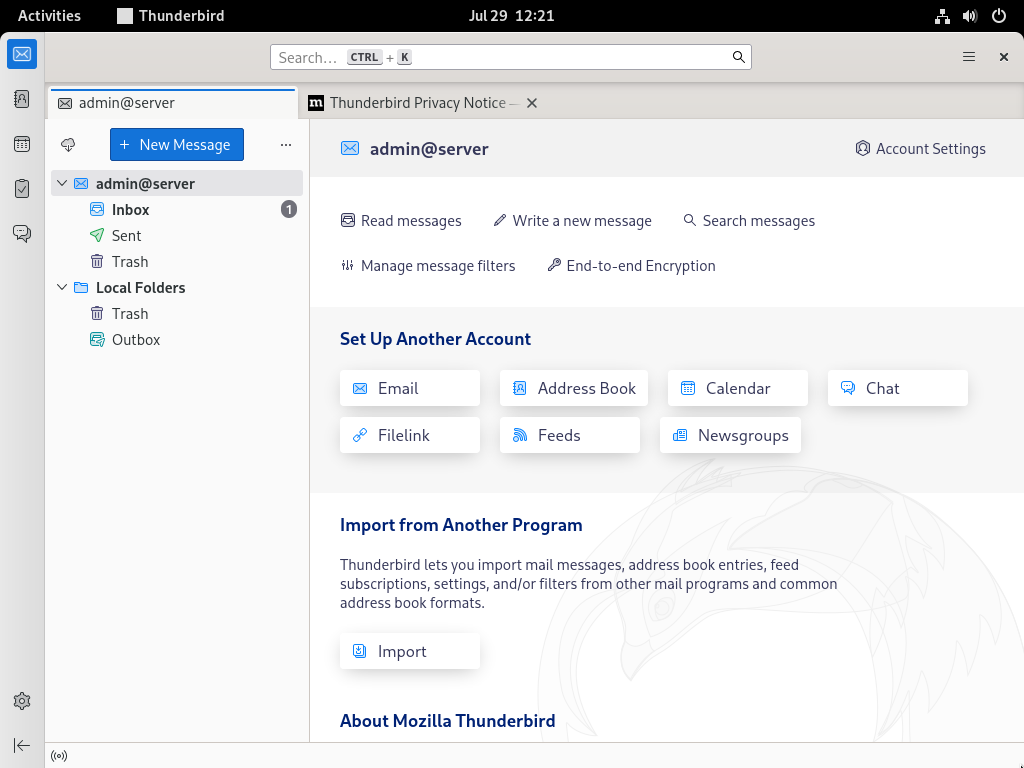 Activities Thunderbird Jul 29 12:21
Search… CTRL + K
admin@server Thunderbird Privacy Notice —
New Message
admin@server
Inbox 1
Sent
Trash
Local Folders
Trash
Outbox
admin@server Account Settings
Read messages Write a new message Search messages
Manage message filters End-to-end Encryption
Set Up Another Account
Email Address Book Calendar Chat
Filelink Feeds Newsgroups
Import from Another Program
Thunderbird lets you import mail messages, address book entries, feed
subscriptions, settings, and/or filters from other mail programs and common
address book formats.
Import
About Mozilla Thunderbird